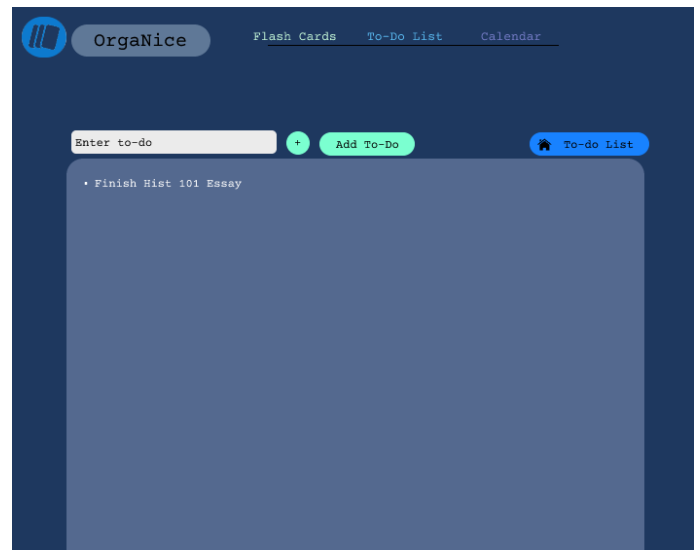 OrgaNice
Flash Cards To-Do List Calendar
Enter to-do + Add To-Do To-do List
• Finish Hist 101 Essay